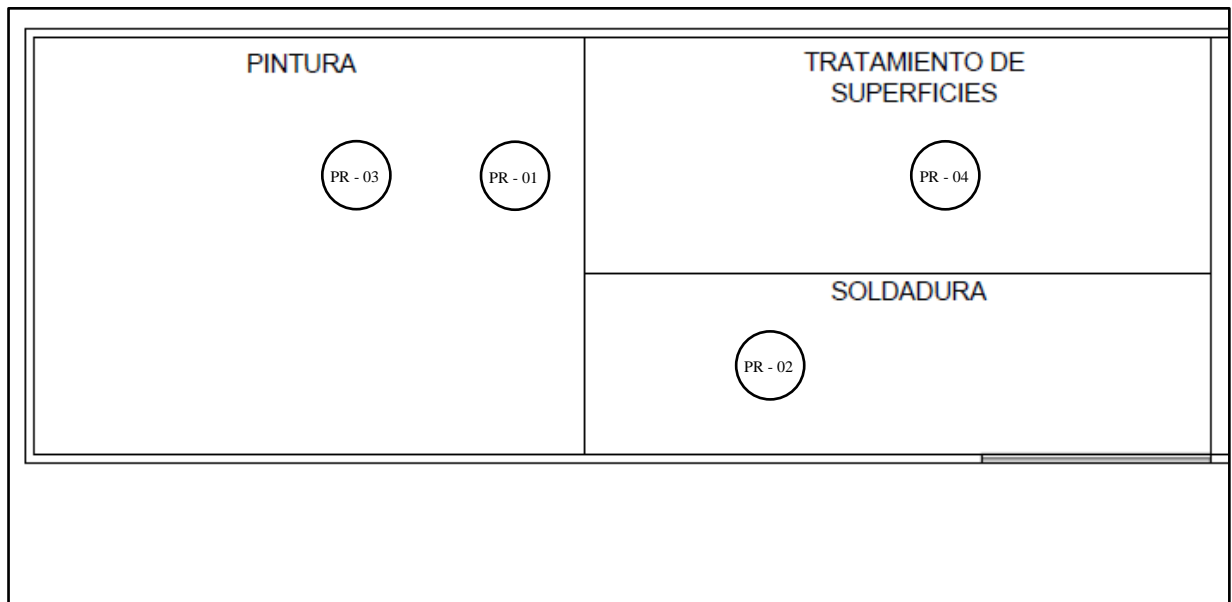 PINTURA
TRATAMIENTO DE
SUPERFICIES
PR - 03
PR - 01
PR - 04
SOLDADURA
PR - 02